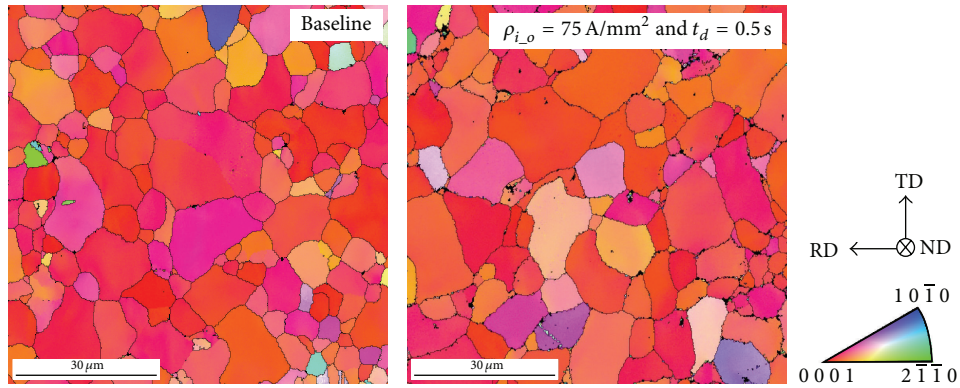 Baseline
ρi_o = 75 A/mm² and td = 0.5 s
30 μm
30 μm
TD
RD
ND
1 0 1̅ 0
0 0 0 1
2 1̅ 1̅ 0